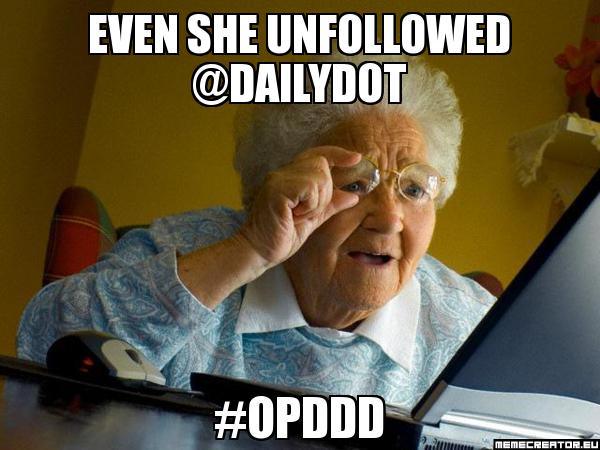 EVEN SHE UNFOLLOWED
@DAILYDOT
#OPDDD
MEMECREATOR.EU